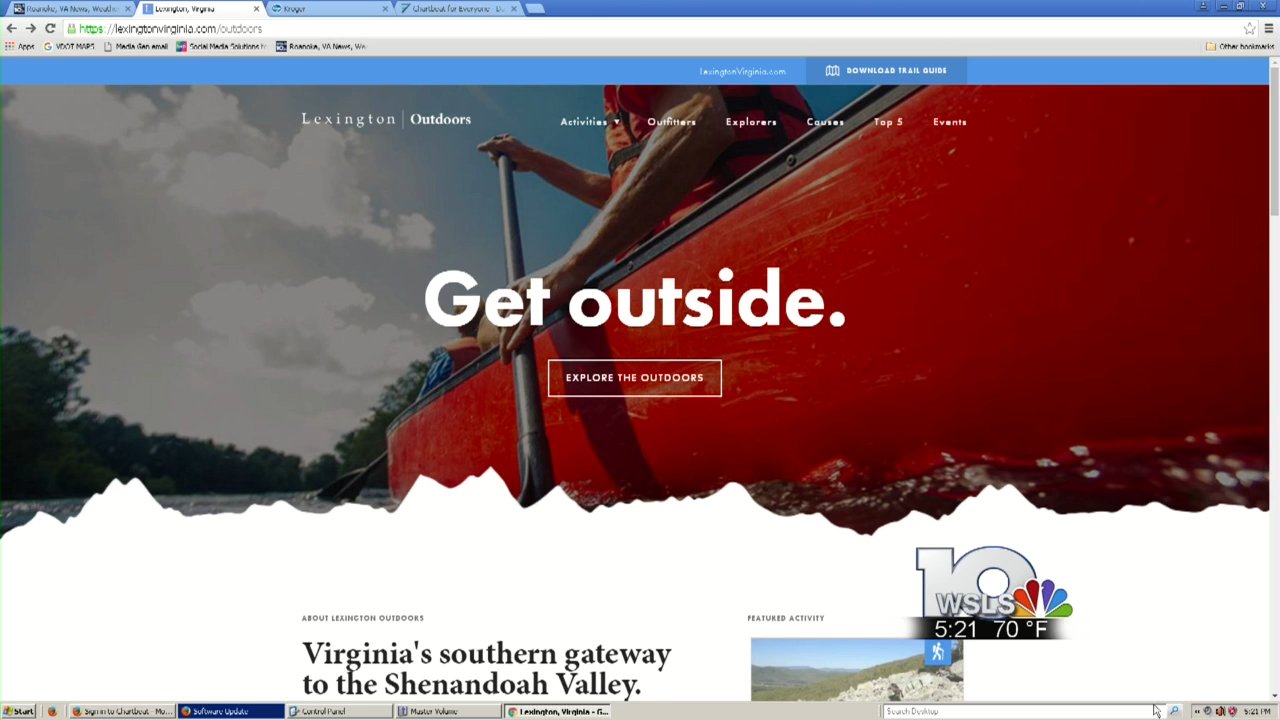 Roanoke, VA News, Weather
Lexington, Virginia
Kroger
Chartbeat for Everyone - D
https://lexingtonvirginia.com/outdoors
Apps
VDOT MAPS
Media Gen email
Social Media Solutions fo
Roanoke, VA News, We
Other bookmarks
LexingtonVirginia.com
DOWNLOAD TRAIL GUIDE
Lexington | Outdoors
Activities ▼
Outfitters
Explorers
Causes
Top 5
Events
Get outside.
EXPLORE THE OUTDOORS
ABOUT LEXINGTON OUTDOORS
Virginia's southern gateway
to the Shenandoah Valley.
FEATURED ACTIVITY
10
WSLS
5:21 70 °F
Start
Sign in to Chartbeat - Mo...
Software Update
Control Panel
Master Volume
Lexington, Virginia - G...
Search Desktop
5:21 PM